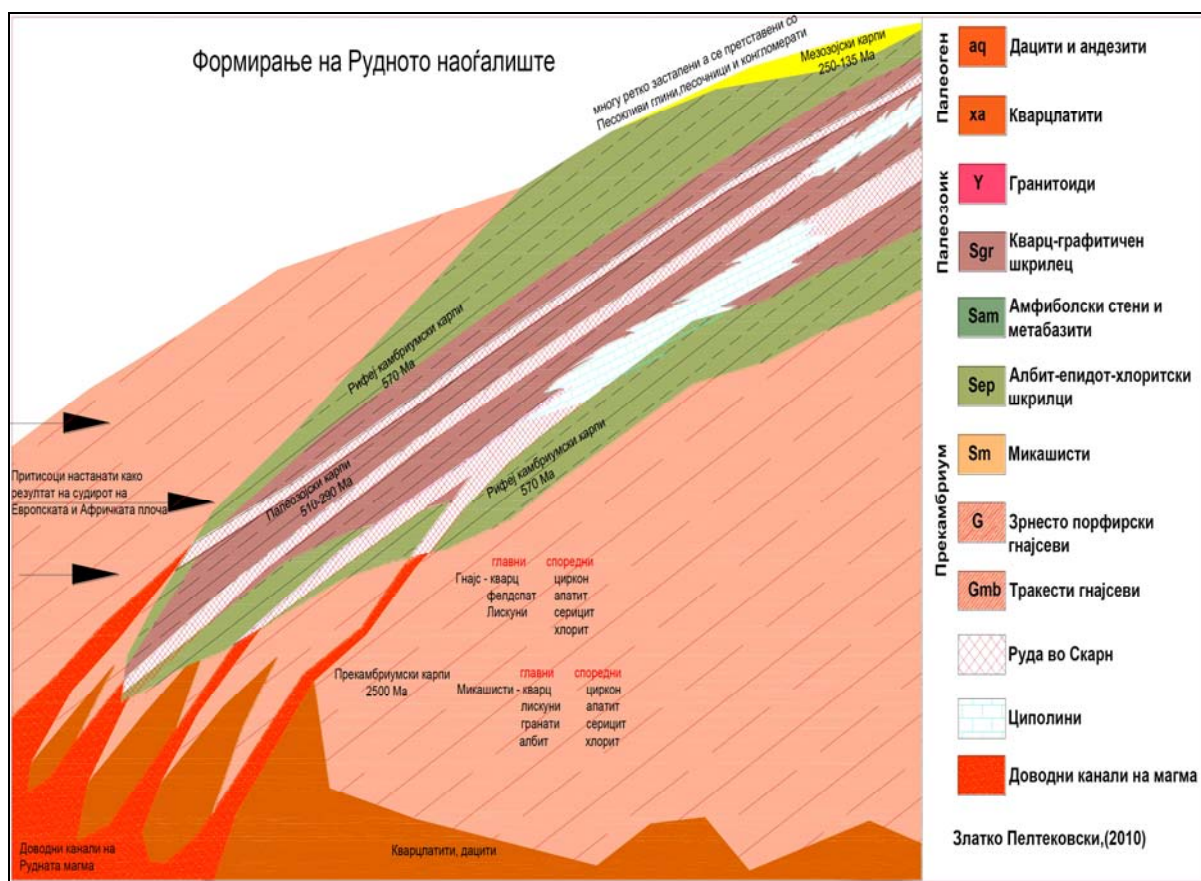 Формирање на Рудното наоѓалиште
многу ретко застапени а се претставени со
Песокливи глини,песочници и конгломерати
Мезозојски карпи
250-135 Ма
Рифеј камбриумски карпи
570 Ма
Палеозојски карпи
510-290 Ма
Рифеј камбриумски карпи
570 Ма
Притисоци настанати како
резултат на судирот на
Европската и Афричката плоча
главни споредни
Гнајс - кварц циркон
фелдспат апатит
Лискуни серицит
хлорит
Прекамбриумски карпи
2500 Ма
главни споредни
Микашисти - кварц циркон
лискуни апатит
гранати серицит
албит хлорит
Доводни канали на
Рудната магма
Кварцлатити, дацити
Палеоген
aq Дацити и андезити
xa Кварцлатити
Палеозоик
Y Гранитоиди
Sgr Кварц-графитичен
шкрилец
Sam Амфиболски стени и
метабазити
Sep Албит-епидот-хлоритски
шкрилци
Прекамбриум
Sm Микашисти
G Зрнесто порфирски
гнајсеви
Gmb Тракести гнајсеви
Руда во Скарн
Циполини
Доводни канали на магма
Златко Пелтековски,(2010)